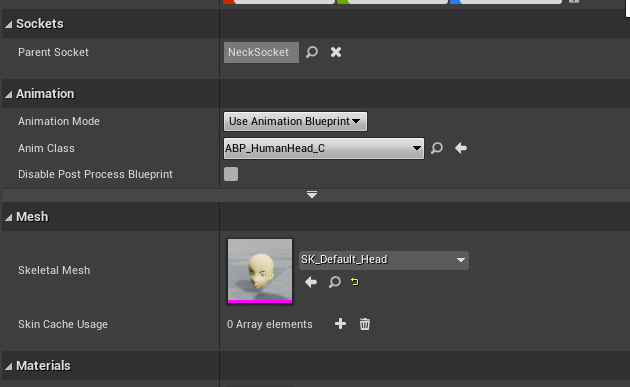 Sockets
Parent Socket NeckSocket
Animation
Animation Mode Use Animation Blueprint
Anim Class ABP_HumanHead_C
Disable Post Process Blueprint
Mesh
Skeletal Mesh SK_Default_Head
Skin Cache Usage 0 Array elements
Materials